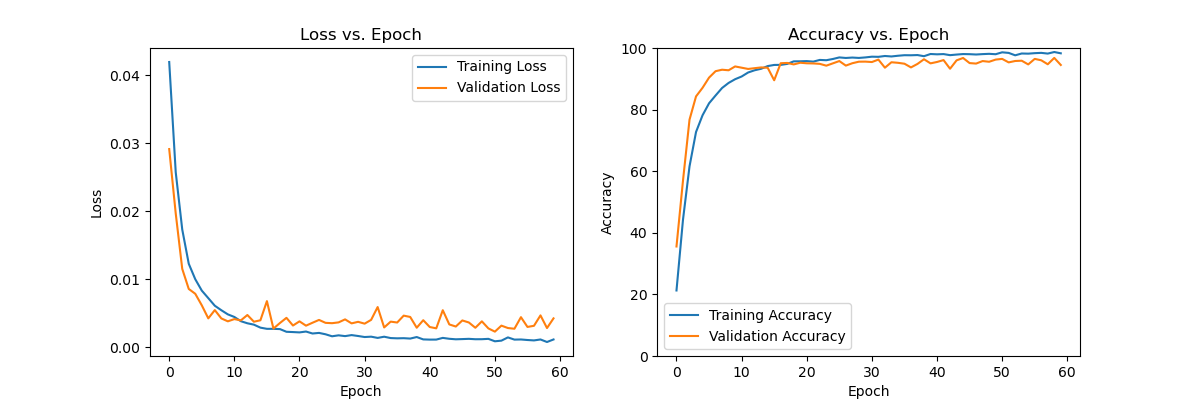 Loss vs. Epoch
Training Loss
Validation Loss
0.04
0.03
0.02
0.01
0.00
Loss
0 10 20 30 40 50 60
Epoch
Accuracy vs. Epoch
100
80
60
40
20
0
Accuracy
Training Accuracy
Validation Accuracy
0 10 20 30 40 50 60
Epoch